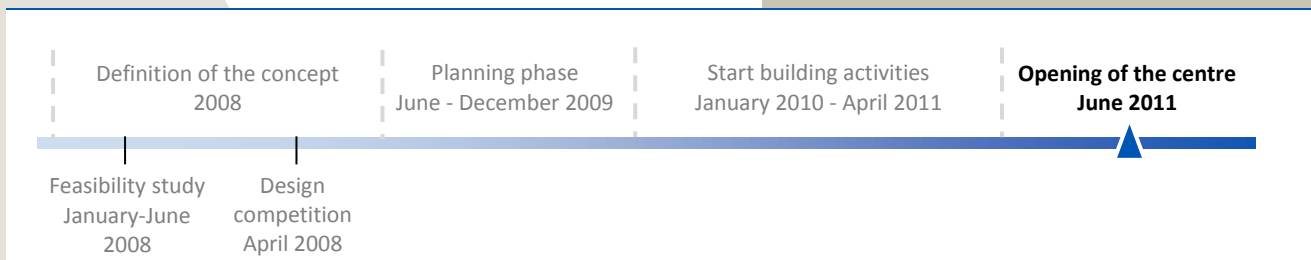 Definition of the concept
2008
Planning phase
June - December 2009
Start building activities
January 2010 - April 2011
Opening of the centre
June 2011
Feasibility study
January-June
2008
Design
competition
April 2008